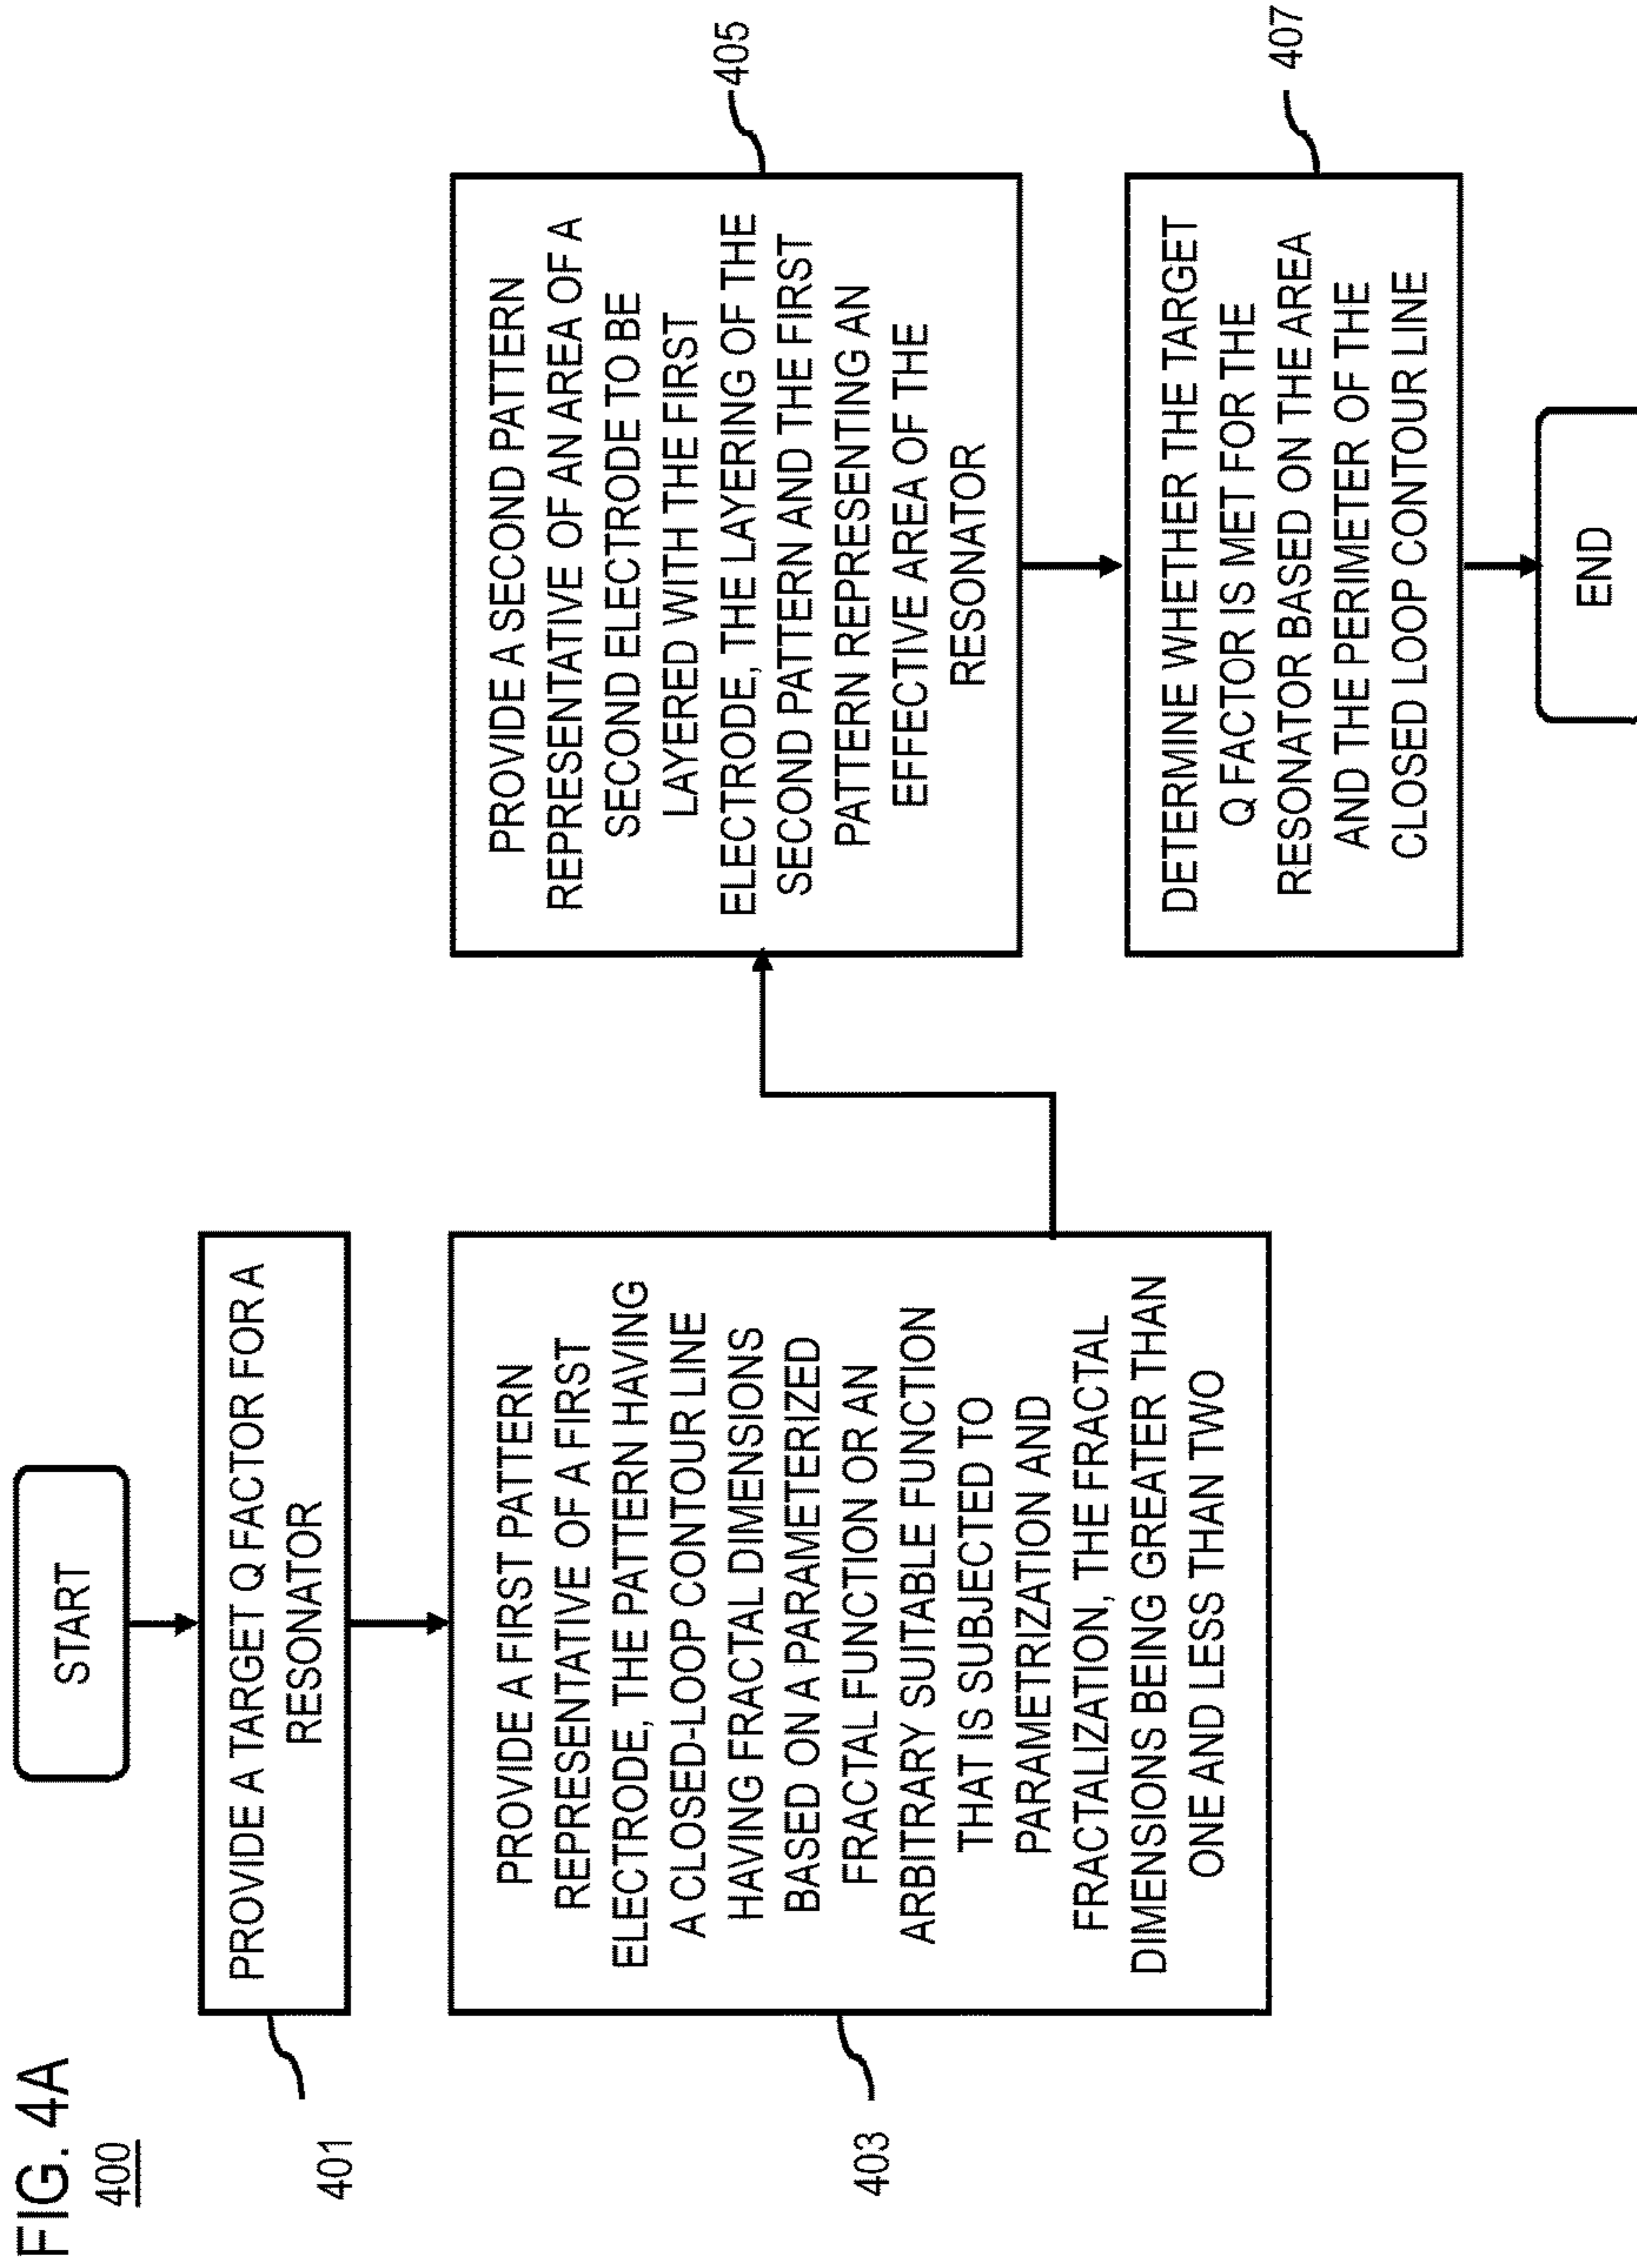 FIG. 4A
400
START
401
PROVIDE A TARGET Q FACTOR FOR A
RESONATOR
403
PROVIDE A FIRST PATTERN
REPRESENTATIVE OF A FIRST
ELECTRODE, THE PATTERN HAVING
A CLOSED-LOOP CONTOUR LINE
HAVING FRACTAL DIMENSIONS
BASED ON A PARAMETERIZED
FRACTAL FUNCTION OR AN
ARBITRARY SUITABLE FUNCTION
THAT IS SUBJECTED TO
PARAMETRIZATION AND
FRACTALIZATION, THE FRACTAL
DIMENSIONS BEING GREATER THAN
ONE AND LESS THAN TWO
405
PROVIDE A SECOND PATTERN
REPRESENTATIVE OF AN AREA OF A
SECOND ELECTRODE TO BE
LAYERED WITH THE FIRST
ELECTRODE, THE LAYERING OF THE
SECOND PATTERN AND THE FIRST
PATTERN REPRESENTING AN
EFFECTIVE AREA OF THE
RESONATOR
407
DETERMINE WHETHER THE TARGET
Q FACTOR IS MET FOR THE
RESONATOR BASED ON THE AREA
AND THE PERIMETER OF THE
CLOSED LOOP CONTOUR LINE
END